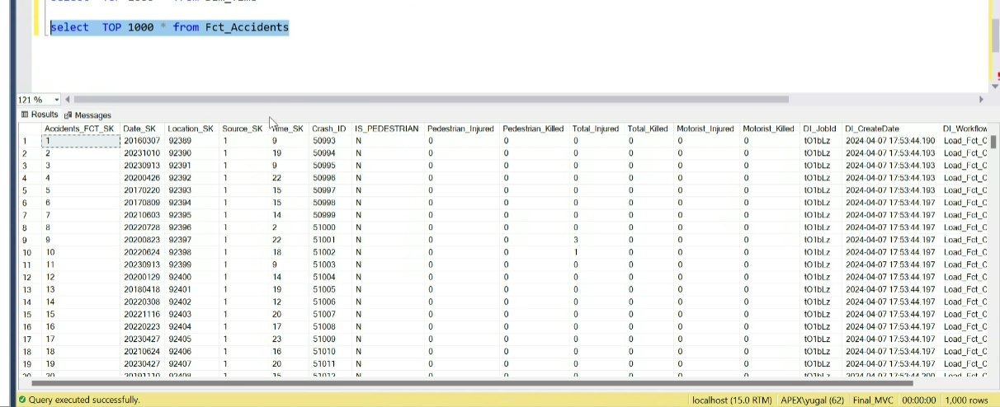 select TOP 1000 * from Dim_Time
select TOP 1000 * from Fct_Accidents
121 %
Results Messages
Accidents_FCT_SK Date_SK Location_SK Source_SK Time_SK Crash_ID IS_PEDESTRIAN Pedestrian_Injured Pedestrian_Killed Total_Injured Total_Killed Motorist_Injured Motorist_Killed DI_JobId DI_CreateDate DI_Workflow
1 1 20160307 92389 1 9 50993 N 0 0 0 0 0 0 tO1bLz 2024-04-07 17:53:44.190 Load_Fct_C
2 2 20231010 92390 1 19 50994 N 0 0 0 0 0 0 tO1bLz 2024-04-07 17:53:44.193 Load_Fct_C
3 3 20230913 92391 1 9 50995 N 0 0 0 0 0 0 tO1bLz 2024-04-07 17:53:44.193 Load_Fct_C
4 4 20200426 92392 1 22 50996 N 0 0 0 0 0 0 tO1bLz 2024-04-07 17:53:44.193 Load_Fct_C
5 5 20170220 92393 1 15 50997 N 0 0 0 0 0 0 tO1bLz 2024-04-07 17:53:44.193 Load_Fct_C
6 6 20170809 92394 1 15 50998 N 0 0 0 0 0 0 tO1bLz 2024-04-07 17:53:44.197 Load_Fct_C
7 7 20210603 92395 1 14 50999 N 0 0 0 0 0 0 tO1bLz 2024-04-07 17:53:44.197 Load_Fct_C
8 8 20220728 92396 1 2 51000 N 0 0 0 0 0 0 tO1bLz 2024-04-07 17:53:44.197 Load_Fct_C
9 9 20200823 92397 1 22 51001 N 0 0 3 0 0 0 tO1bLz 2024-04-07 17:53:44.197 Load_Fct_C
10 10 20220624 92398 1 18 51002 N 0 0 1 0 0 0 tO1bLz 2024-04-07 17:53:44.197 Load_Fct_C
11 11 20230913 92399 1 9 51003 N 0 0 0 0 0 0 tO1bLz 2024-04-07 17:53:44.197 Load_Fct_C
12 12 20200129 92400 1 14 51004 N 0 0 0 0 0 0 tO1bLz 2024-04-07 17:53:44.197 Load_Fct_C
13 13 20180418 92401 1 19 51005 N 0 0 0 0 0 0 tO1bLz 2024-04-07 17:53:44.197 Load_Fct_C
14 14 20220308 92402 1 12 51006 N 0 0 0 0 0 0 tO1bLz 2024-04-07 17:53:44.197 Load_Fct_C
15 15 20221116 92403 1 20 51007 N 0 0 0 0 0 0 tO1bLz 2024-04-07 17:53:44.197 Load_Fct_C
16 16 20220223 92404 1 17 51008 N 0 0 0 0 0 0 tO1bLz 2024-04-07 17:53:44.197 Load_Fct_C
17 17 20230427 92405 1 23 51009 N 0 0 0 0 0 0 tO1bLz 2024-04-07 17:53:44.197 Load_Fct_C
18 18 20210624 92406 1 16 51010 N 0 0 0 0 0 0 tO1bLz 2024-04-07 17:53:44.197 Load_Fct_C
19 19 20230427 92407 1 20 51011 N 0 0 0 0 0 0 tO1bLz 2024-04-07 17:53:44.197 Load_Fct_C
20 20 20191110 92408 1 15 51012 N 0 0 0 0 0 0 tO1bLz 2024-04-07 17:53:44.200 Load_Fct_C
Query executed successfully. localhost (15.0 RTM) APEX\yugal (62) Final_MVC 00:00:00 1,000 rows